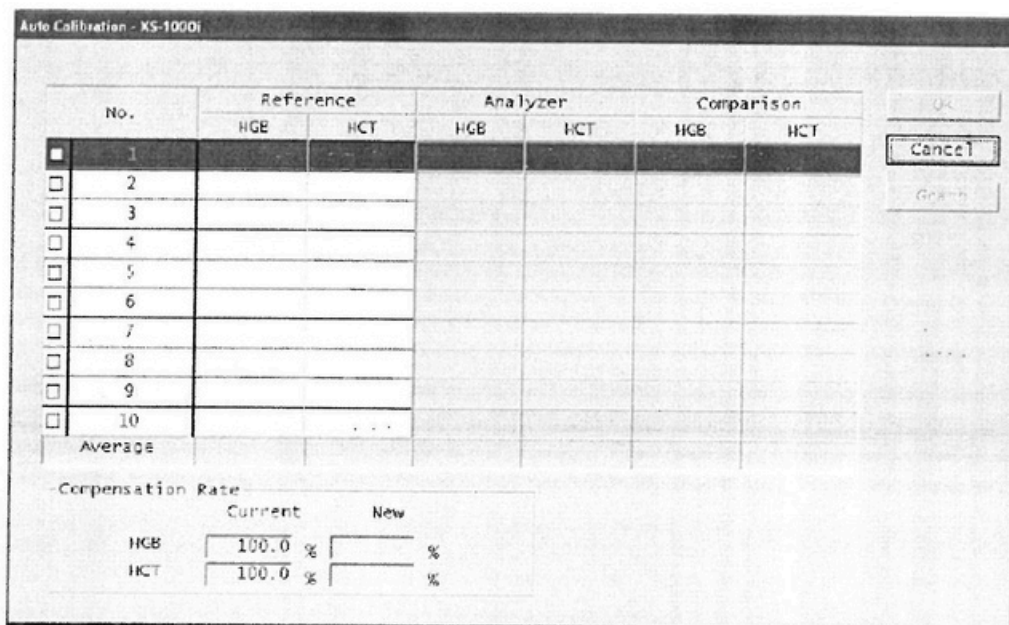 Auto Calibration - XS-1000i
No. Reference Analyzer Comparison
HGB HCT HGB HCT HGB HCT
OK
1
Cancel
2
3
4
5
6
7
8
9
10
Average
Compensation Rate
Current New
HGB 100.0 % %
HCT 100.0 % %